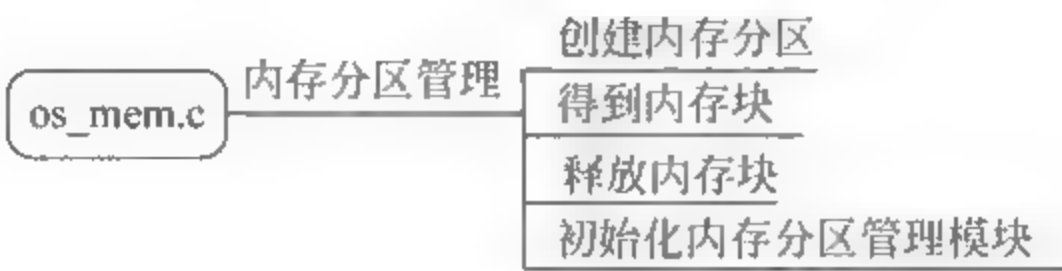 os_mem.c
内存分区管理
创建内存分区
得到内存块
释放内存块
初始化内存分区管理模块